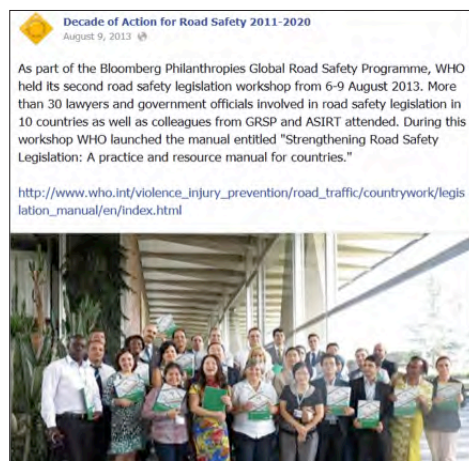 Decade of Action for Road Safety 2011-2020
August 9, 2013
As part of the Bloomberg Philanthropies Global Road Safety Programme, WHO
held its second road safety legislation workshop from 6-9 August 2013. More
than 30 lawyers and government officials involved in road safety legislation in
10 countries as well as colleagues from GRSP and ASIRT attended. During this
workshop WHO launched the manual entitled "Strengthening Road Safety
Legislation: A practice and resource manual for countries."
http://www.who.int/violence_injury_prevention/road_traffic/countrywork/legis
lation_manual/en/index.html